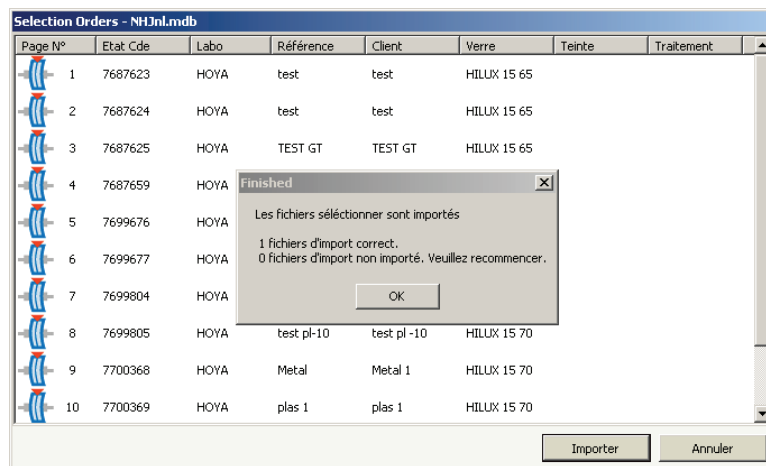 Selection Orders - NHJnl.mdb
Page N° Etat Cde Labo Référence Client Verre Teinte Traitement
1 7687623 HOYA test test HILUX 15 65
2 7687624 HOYA test test HILUX 15 65
3 7687625 HOYA TEST GT TEST GT HILUX 15 65
4 7687659 HOYA
5 7699676 HOYA
6 7699677 HOYA
7 7699804 HOYA
8 7699805 HOYA test pl-10 test pl -10 HILUX 15 70
9 7700368 HOYA Metal Metal 1 HILUX 15 70
10 7700369 HOYA plas 1 plas 1 HILUX 15 70
Finished
Les fichiers séléctionner sont importés
1 fichiers d'import correct.
0 fichiers d'import non importé. Veuillez recommencer.
OK
Importer Annuler